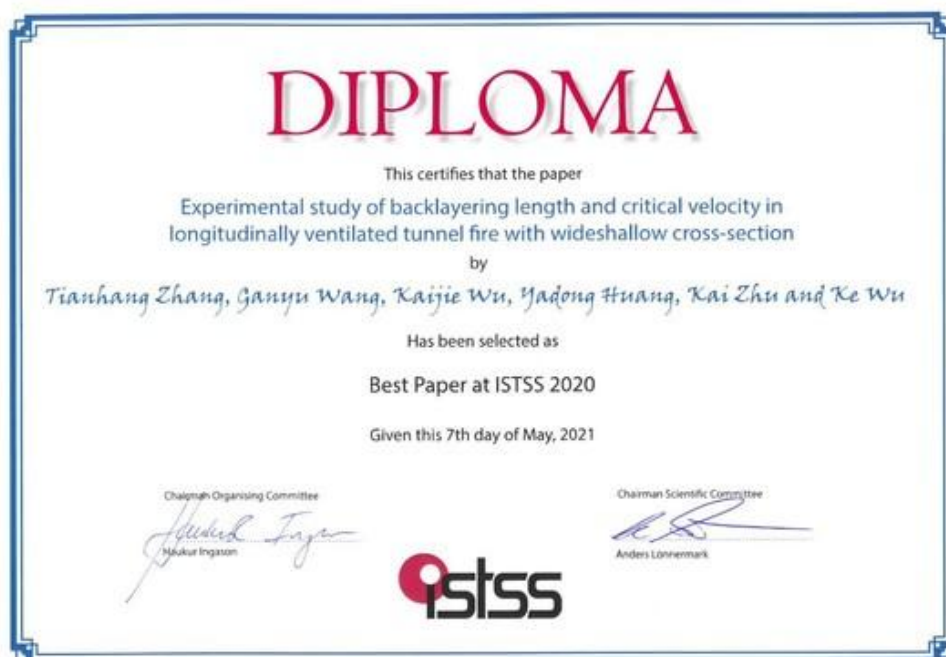 DIPLOMA
This certifies that the paper
Experimental study of backlayering length and critical velocity in
longitudinally ventilated tunnel fire with wideshallow cross-section
by
Tianhang Zhang, Ganyu Wang, Kaijie Wu, Yadong Huang, Kai Zhu and Ke Wu
Has been selected as
Best Paper at ISTSS 2020
Given this 7th day of May, 2021
Chairman Organising Committee
Haukur Ingason
Chairman Scientific Committee
Anders Lönnermark
istss